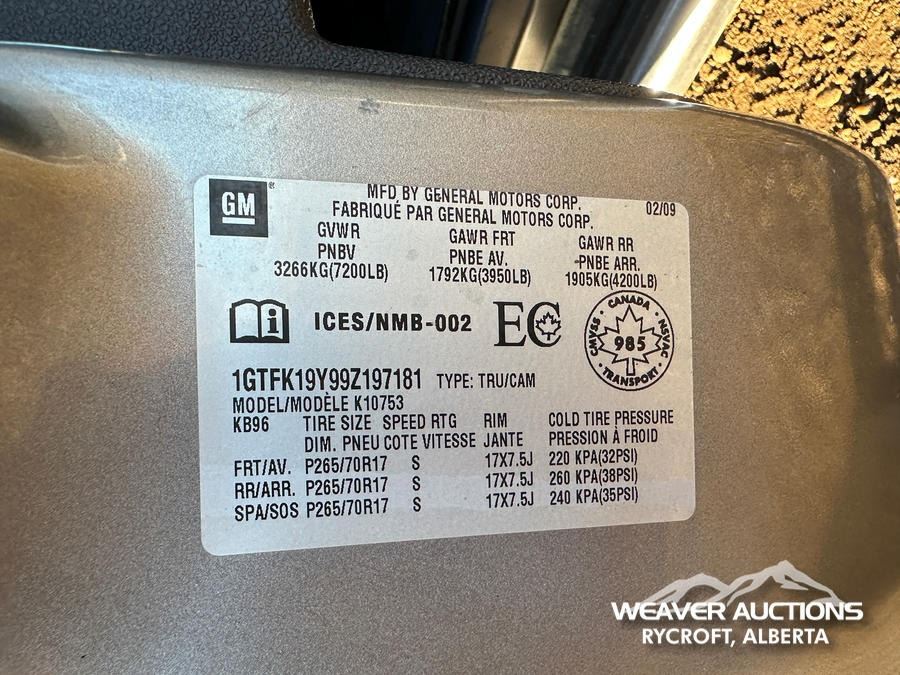 GM
MFD BY GENERAL MOTORS CORP. 02/09
FABRIQUÉ PAR GENERAL MOTORS CORP.
GVWR GAWR FRT GAWR RR
PNBV PNBE AV. PNBE ARR.
3266KG(7200LB) 1792KG(3950LB) 1905KG(4200LB)
i ICES/NMB-002 EC
CANADA
CMVSS 985 NSVAC
TRANSPORT
1GTFK19Y99Z197181 TYPE: TRU/CAM
MODEL/MODÈLE K10753
KB96 TIRE SIZE SPEED RTG RIM COLD TIRE PRESSURE
DIM. PNEU COTE VITESSE JANTE PRESSION À FROID
FRT/AV. P265/70R17 S 17X7.5J 220 KPA(32PSI)
RR/ARR. P265/70R17 S 17X7.5J 260 KPA(38PSI)
SPA/SOS P265/70R17 S 17X7.5J 240 KPA(35PSI)
WEAVER AUCTIONS
RYCROFT, ALBERTA